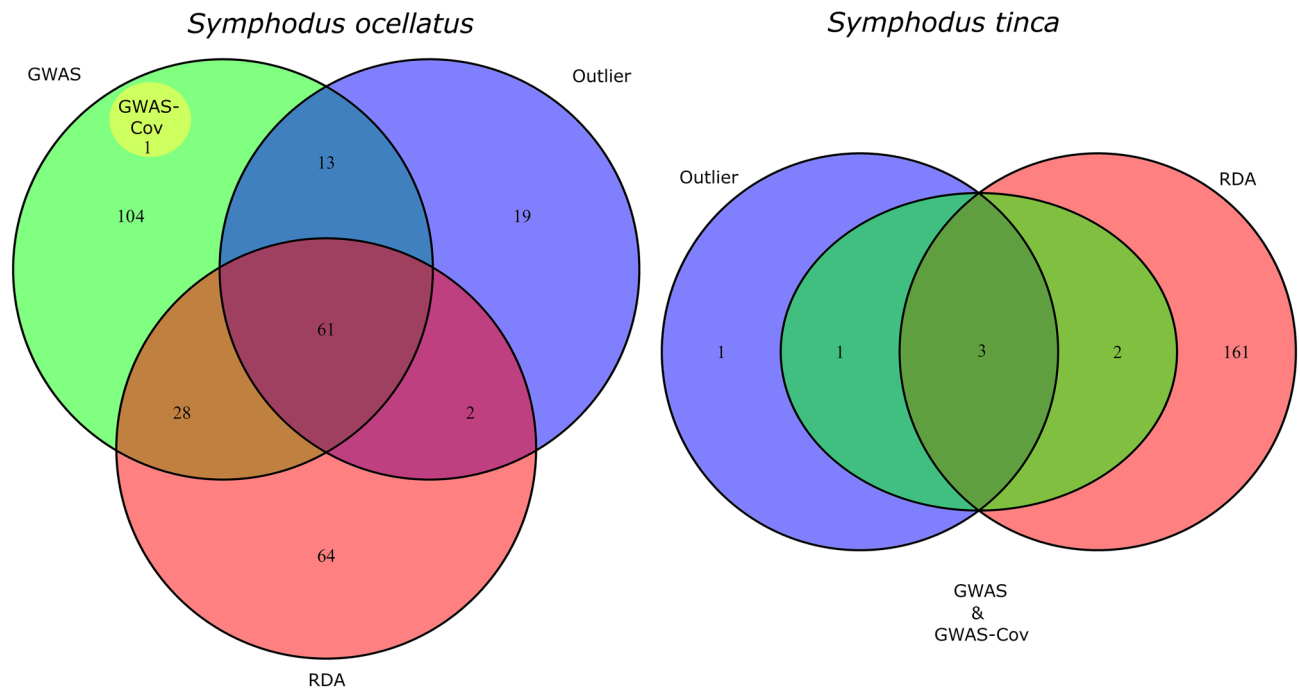 Symphodus ocellatus
GWAS
Outlier
GWAS-
Cov
1
13
104
19
61
28
2
64
RDA
Symphodus tinca
Outlier
RDA
1
1
3
2
161
GWAS
&
GWAS-Cov